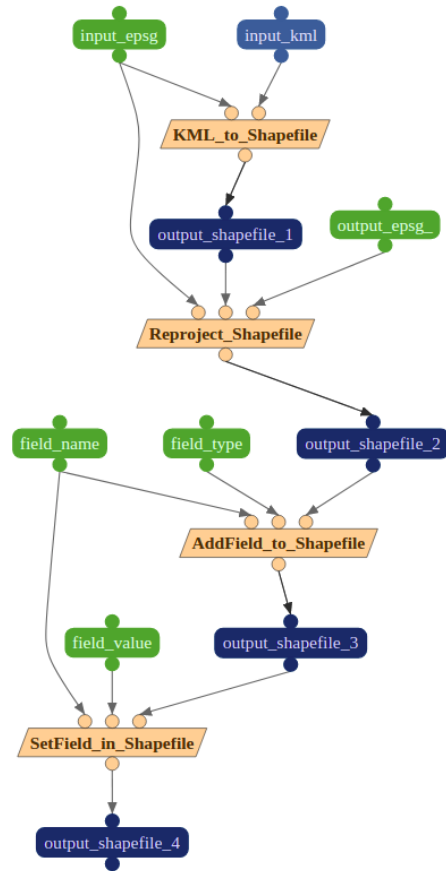 input_epsg
input_kml
KML_to_Shapefile
output_shapefile_1
output_epsg_
Reproject_Shapefile
field_name
field_type
output_shapefile_2
AddField_to_Shapefile
field_value
output_shapefile_3
SetField_in_Shapefile
output_shapefile_4